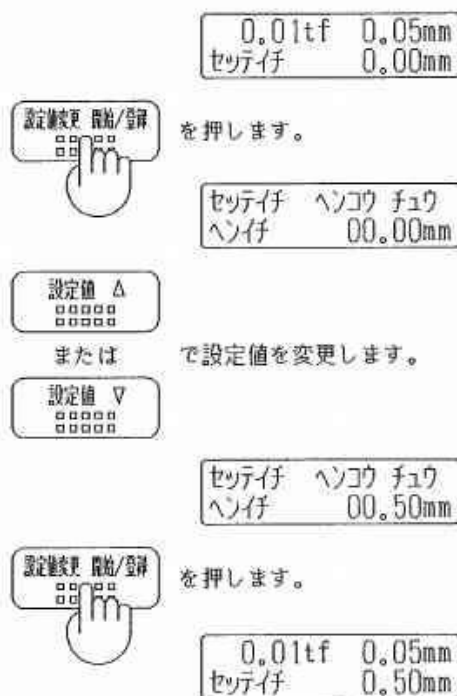 0.01tf 0.05mm
セッテイチ 0.00mm
設定値変更 開始/登録
を押します。
セッテイチ ヘンコウ チュウ
ヘンイチ 00.00mm
設定値 △
または
で設定値を変更します。
設定値 ▽
セッテイチ ヘンコウ チュウ
ヘンイチ 00.50mm
設定値変更 開始/登録
を押します。
0.01tf 0.05mm
セッテイチ 0.50mm